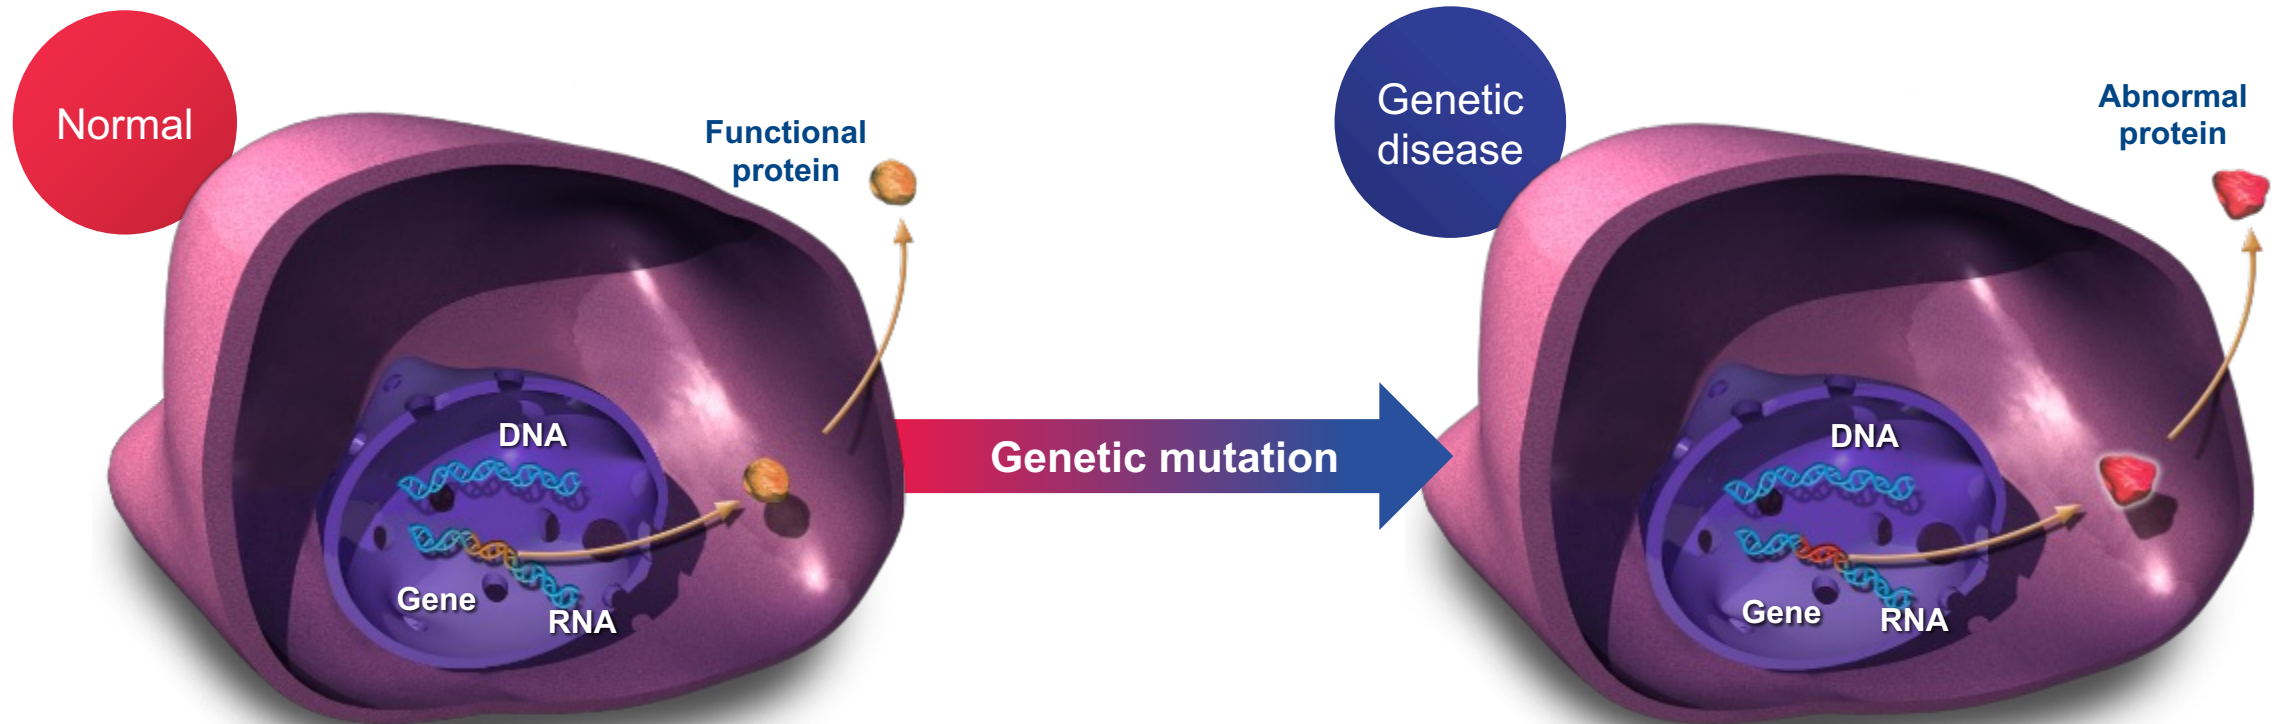 Normal
Functional
protein
DNA
Gene
RNA
Genetic mutation
Genetic
disease
Abnormal
protein
DNA
Gene
RNA